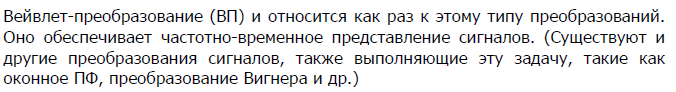 Вейвлет-преобразование (ВП) и относится как раз к этому типу преобразований.
Оно обеспечивает частотно-временное представление сигналов. (Существуют и
другие преобразования сигналов, также выполняющие эту задачу, такие как
оконное ПФ, преобразование Вигнера и др.)